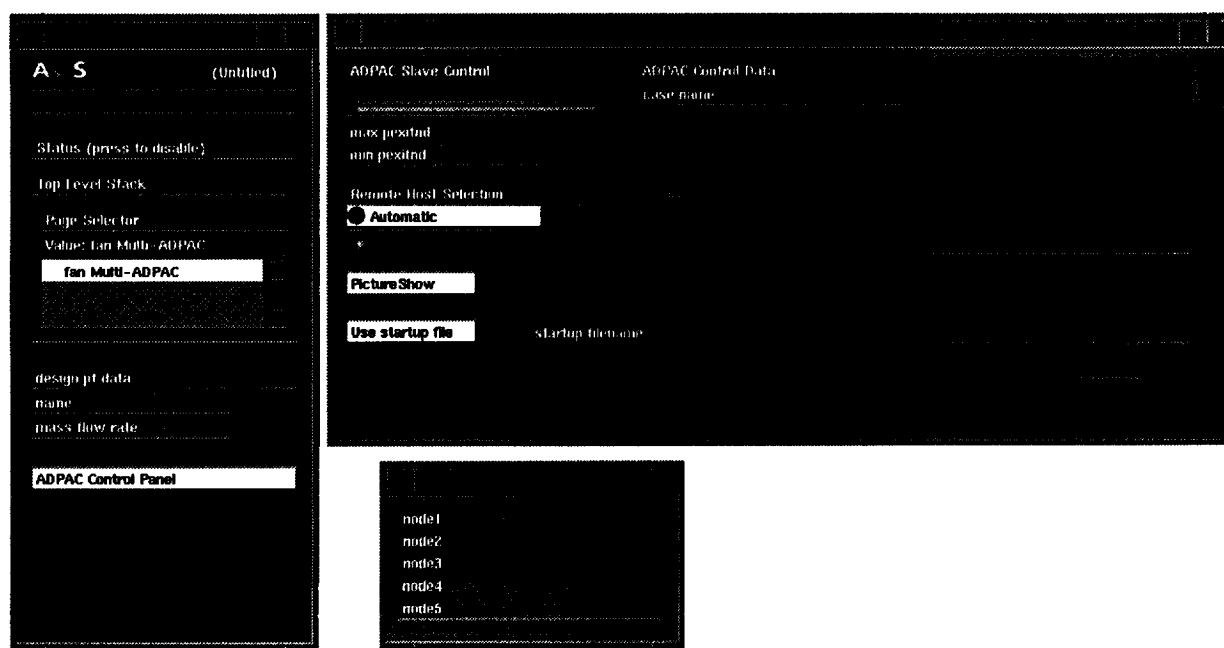 A S (Untitled)
Status (press to disable)
Top Level Stack
Page Selector
Value: fan Multi-ADPAC
fan Multi-ADPAC
design pt data
name
mass flow rate
ADPAC Control Panel
ADPAC Slave Control
ADPAC Control Data
case name
max pexitnd
min pexitnd
Remote Host Selection
Automatic
PictureShow
Use startup file
startup filename
node1
node2
node3
node4
node5